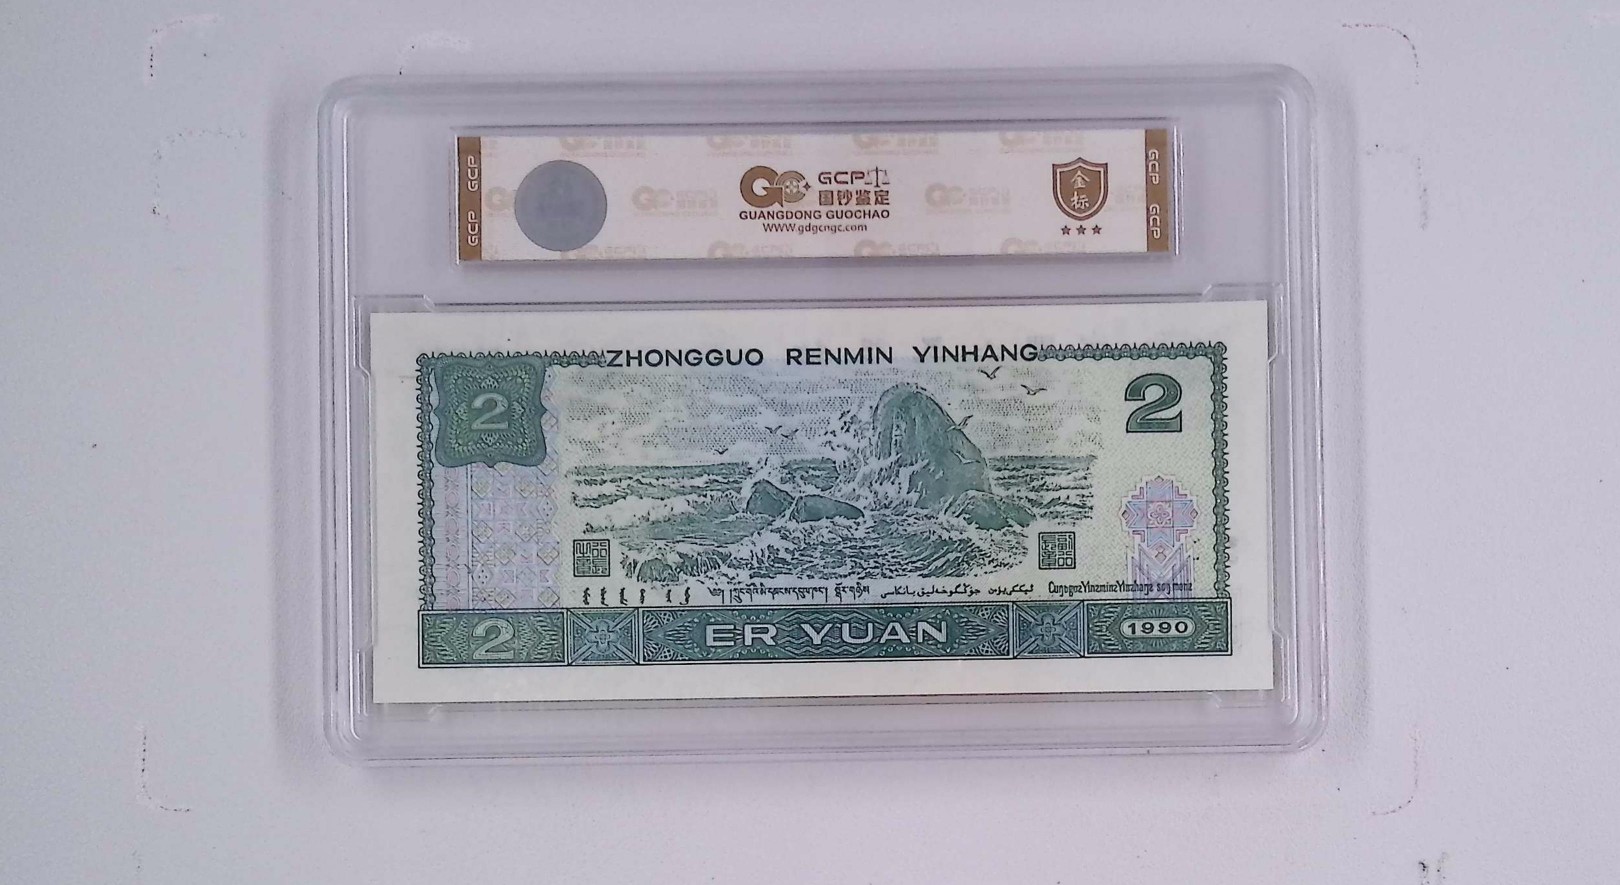 GCP
GCP
GCP
GCP
GCP
国钞鉴定
GUANGDONG GUOCHAO
WWW.gdgcngc.com
金
标
ZHONGGUO RENMIN YINHANG
2
2
2
ER YUAN
1990